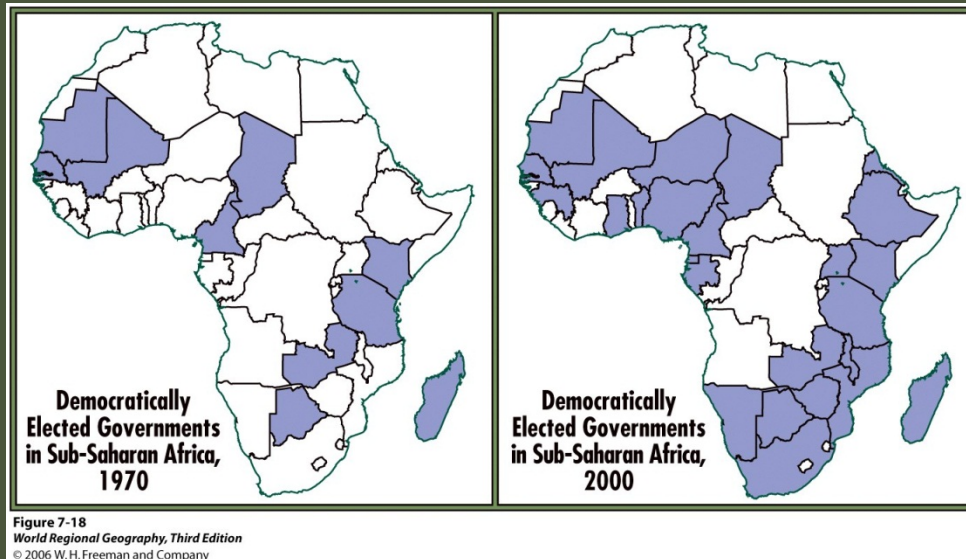 Democratically
Elected Governments
in Sub-Saharan Africa,
1970
Democratically
Elected Governments
in Sub-Saharan Africa,
2000
Figure 7-18
World Regional Geography, Third Edition
© 2006 W. H. Freeman and Company